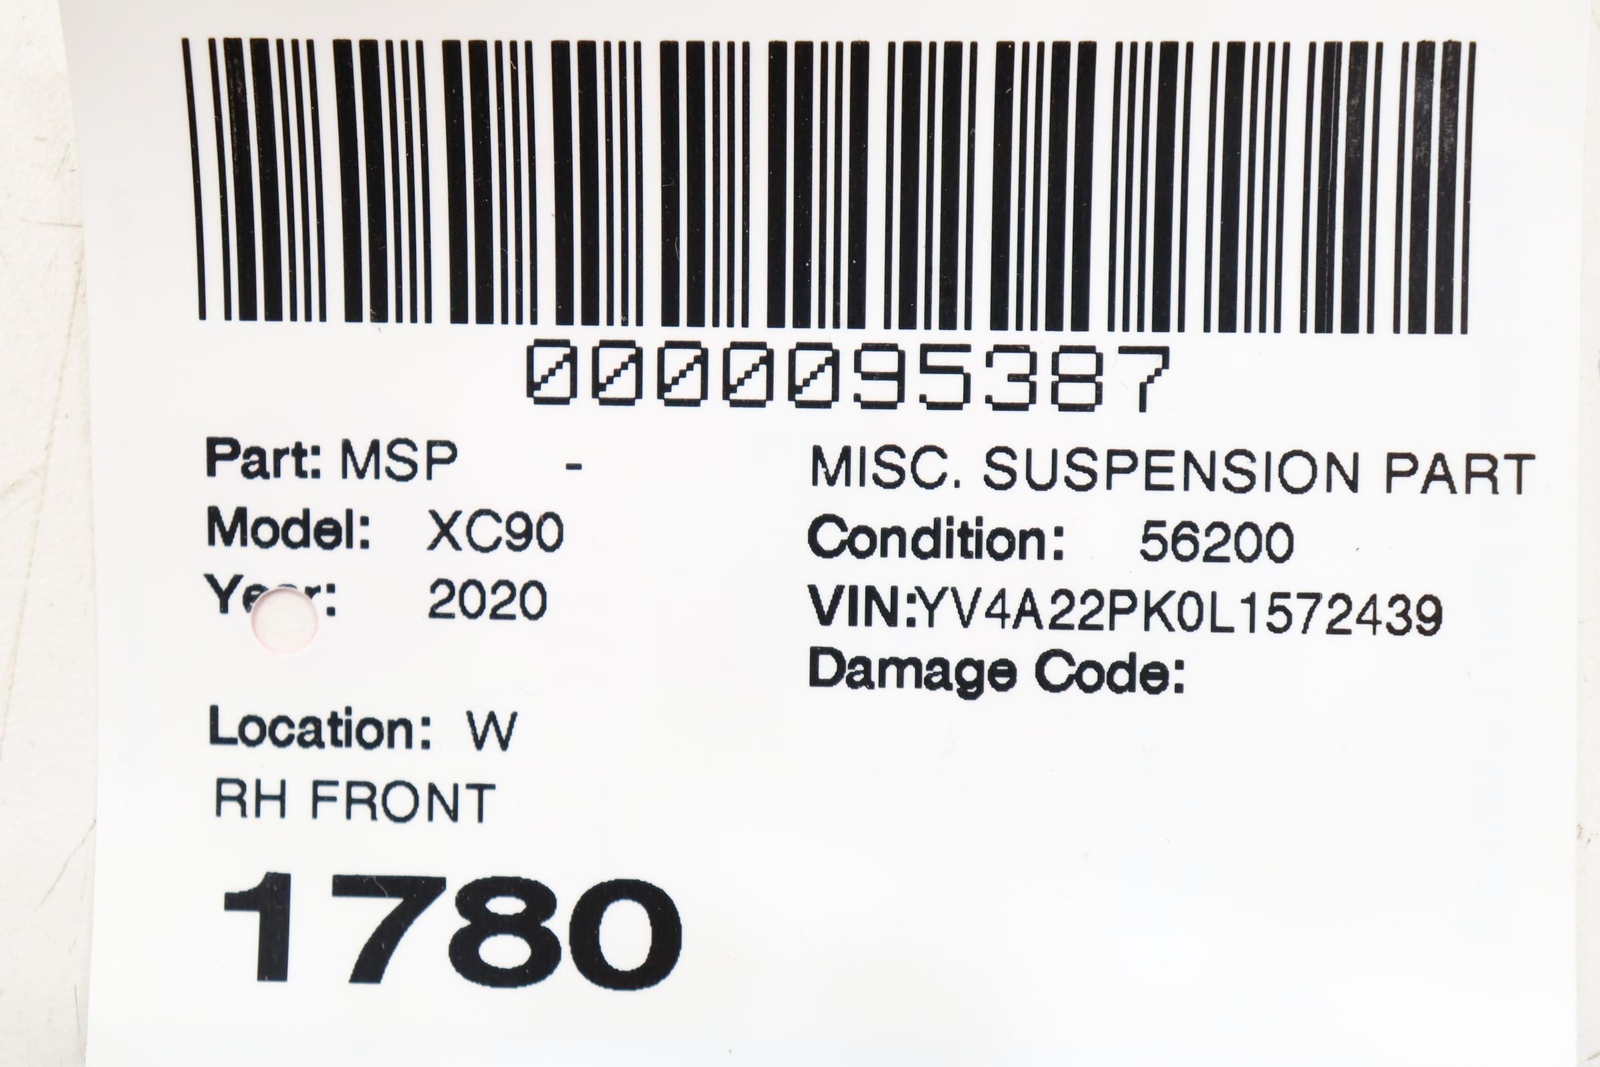 0000095387
Part: MSP - MISC. SUSPENSION PART
Model: XC90 Condition: 56200
Year: 2020 VIN:YV4A22PK0L1572439
Damage Code:
Location: W
RH FRONT
1780